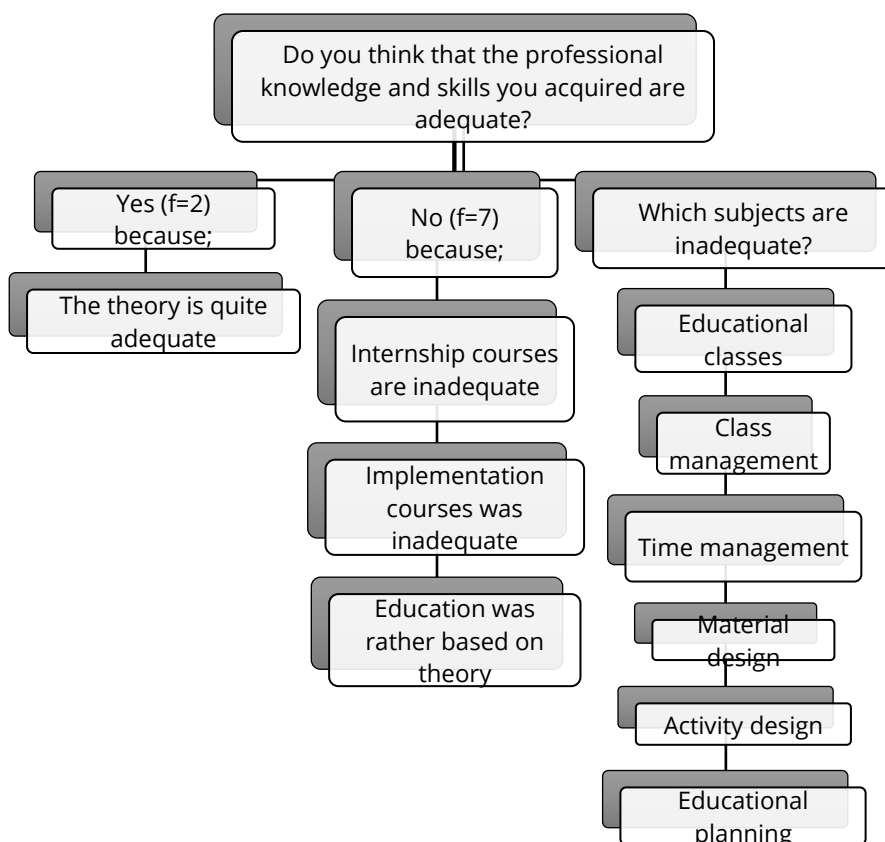 Do you think that the professional
knowledge and skills you acquired are
adequate?
Yes (f=2)
because;
The theory is quite
adequate
No (f=7)
because;
Internship courses
are inadequate
Implementation
courses was
inadequate
Education was
rather based on
theory
Which subjects are
inadequate?
Educational
classes
Class
management
Time management
Material
design
Activity design
Educational
planning